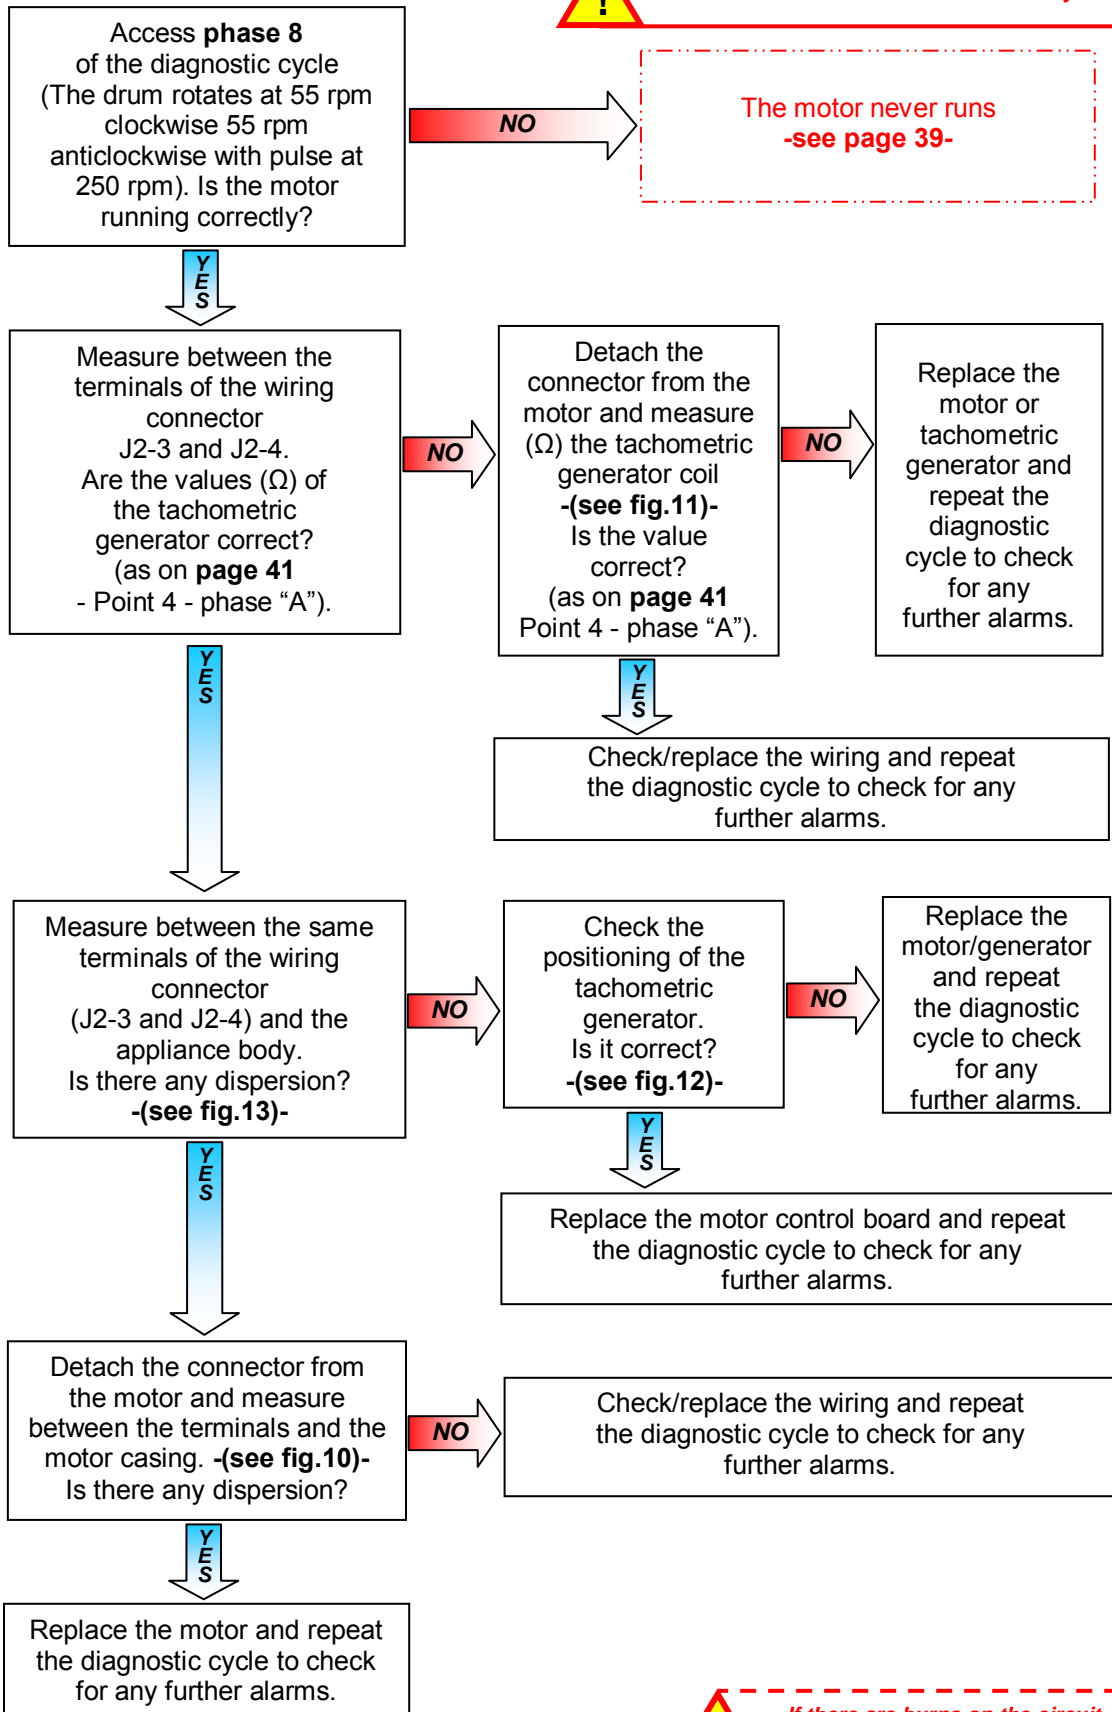 !
Access phase 8
of the diagnostic cycle
(The drum rotates at 55 rpm
clockwise 55 rpm
anticlockwise with pulse at
250 rpm). Is the motor
running correctly?
NO
The motor never runs
-see page 39-
YES
Measure between the
terminals of the wiring
connector
J2-3 and J2-4.
Are the values (Ω) of
the tachometric
generator correct?
(as on page 41
- Point 4 - phase “A”).
NO
Detach the
connector from the
motor and measure
(Ω) the tachometric
generator coil
-(see fig.11)-
Is the value
correct?
(as on page 41
Point 4 - phase “A”).
NO
Replace the
motor or
tachometric
generator and
repeat the
diagnostic
cycle to check
for any
further alarms.
YES
YES
Check/replace the wiring and repeat
the diagnostic cycle to check for any
further alarms.
Measure between the same
terminals of the wiring
connector
(J2-3 and J2-4) and the
appliance body.
Is there any dispersion?
-(see fig.13)-
NO
Check the
positioning of the
tachometric
generator.
Is it correct?
-(see fig.12)-
NO
Replace the
motor/generator
and repeat
the diagnostic
cycle to check
for any
further alarms.
YES
YES
Replace the motor control board and repeat
the diagnostic cycle to check for any
further alarms.
Detach the connector from
the motor and measure
between the terminals and the
motor casing. -(see fig.10)-
Is there any dispersion?
NO
Check/replace the wiring and repeat
the diagnostic cycle to check for any
further alarms.
YES
Replace the motor and repeat
the diagnostic cycle to check
for any further alarms.
If there are burns on the circuit